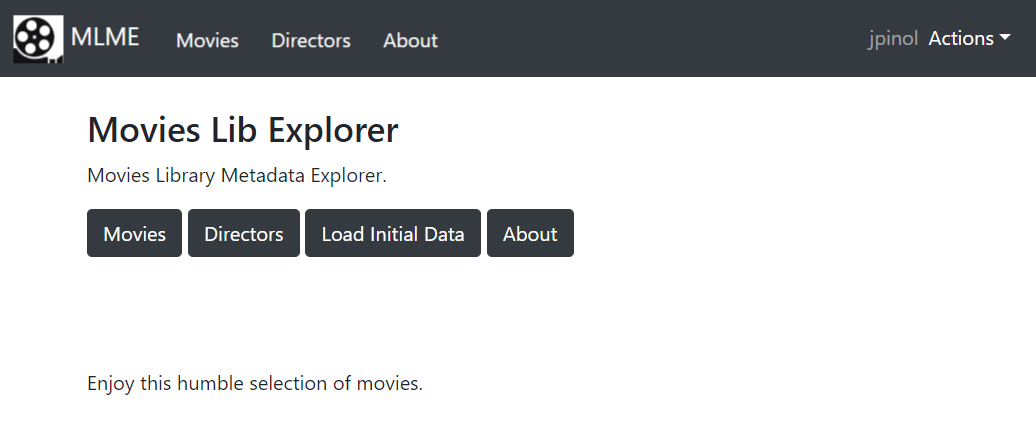 MLME Movies Directors About jpinol Actions
Movies Lib Explorer
Movies Library Metadata Explorer.
Movies Directors Load Initial Data About
Enjoy this humble selection of movies.